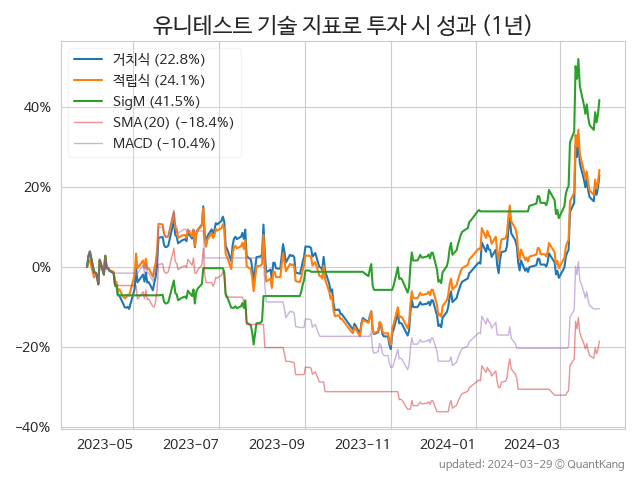 유니테스트 기술 지표로 투자 시 성과 (1년)
거치식 (22.8%)
적립식 (24.1%)
SigM (41.5%)
SMA(20) (−18.4%)
MACD (−10.4%)
40%
20%
0%
−20%
−40%
2023-05 2023-07 2023-09 2023-11 2024-01 2024-03
updated: 2024-03-29 © QuantKang